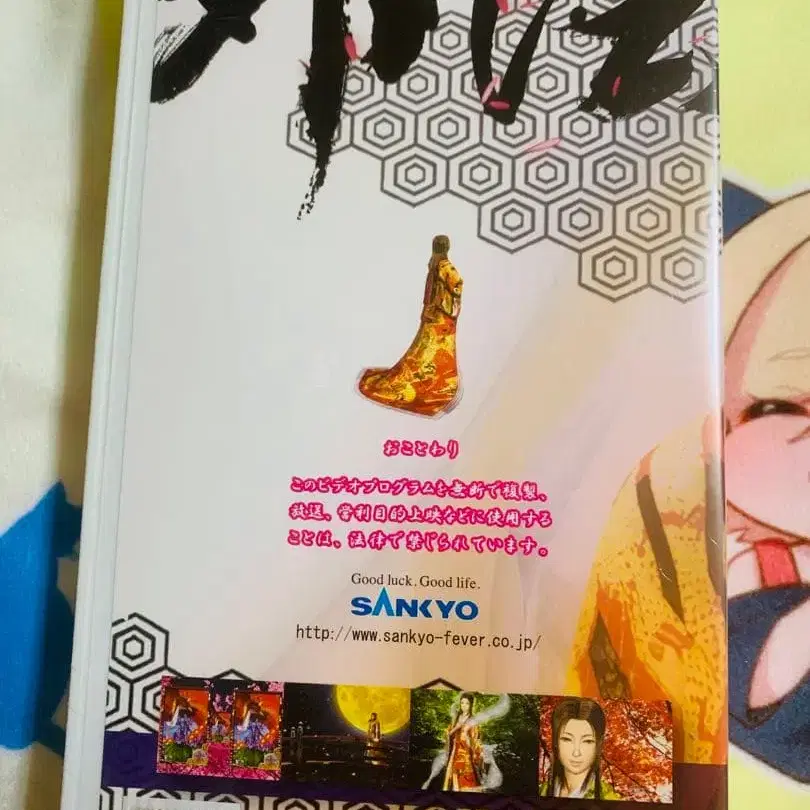 おことわり
このビデオプログラムを無断で複製、
放送、営利目的上映などに使用する
ことは、法律で禁じられています。
Good luck. Good life.
SANKYO
http://www.sankyo-fever.co.jp/